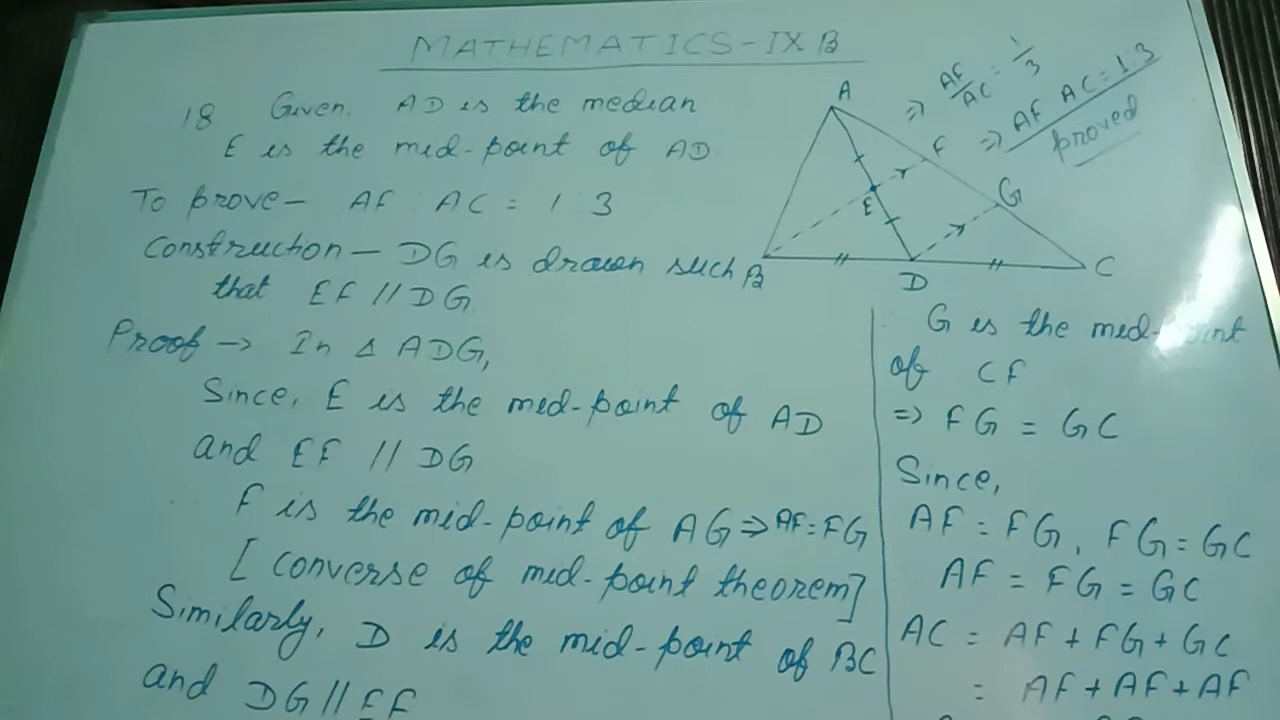 MATHEMATICS-IX B
18 Given. AD is the median
E is the mid-point of AD
To prove- AF AC = 1 3
Construction - DG is drawn such
that EF // DG
Proof → In Δ ADG,
Since, E is the mid-point of AD
and EF // DG
F is the mid-point of AG ⇒ AF = FG
[converse of mid-point theorem]
Similarly, D is the mid-point of BC
and DG // EF
A
F
G
E
B
D
C
⇒ AF/AC = 1/3
⇒ AF AC = 1:3
proved
G is the mid-point
of CF
⇒ FG = GC
Since,
AF = FG, FG = GC
AF = FG = GC
AC = AF + FG + GC
= AF + AF + AF